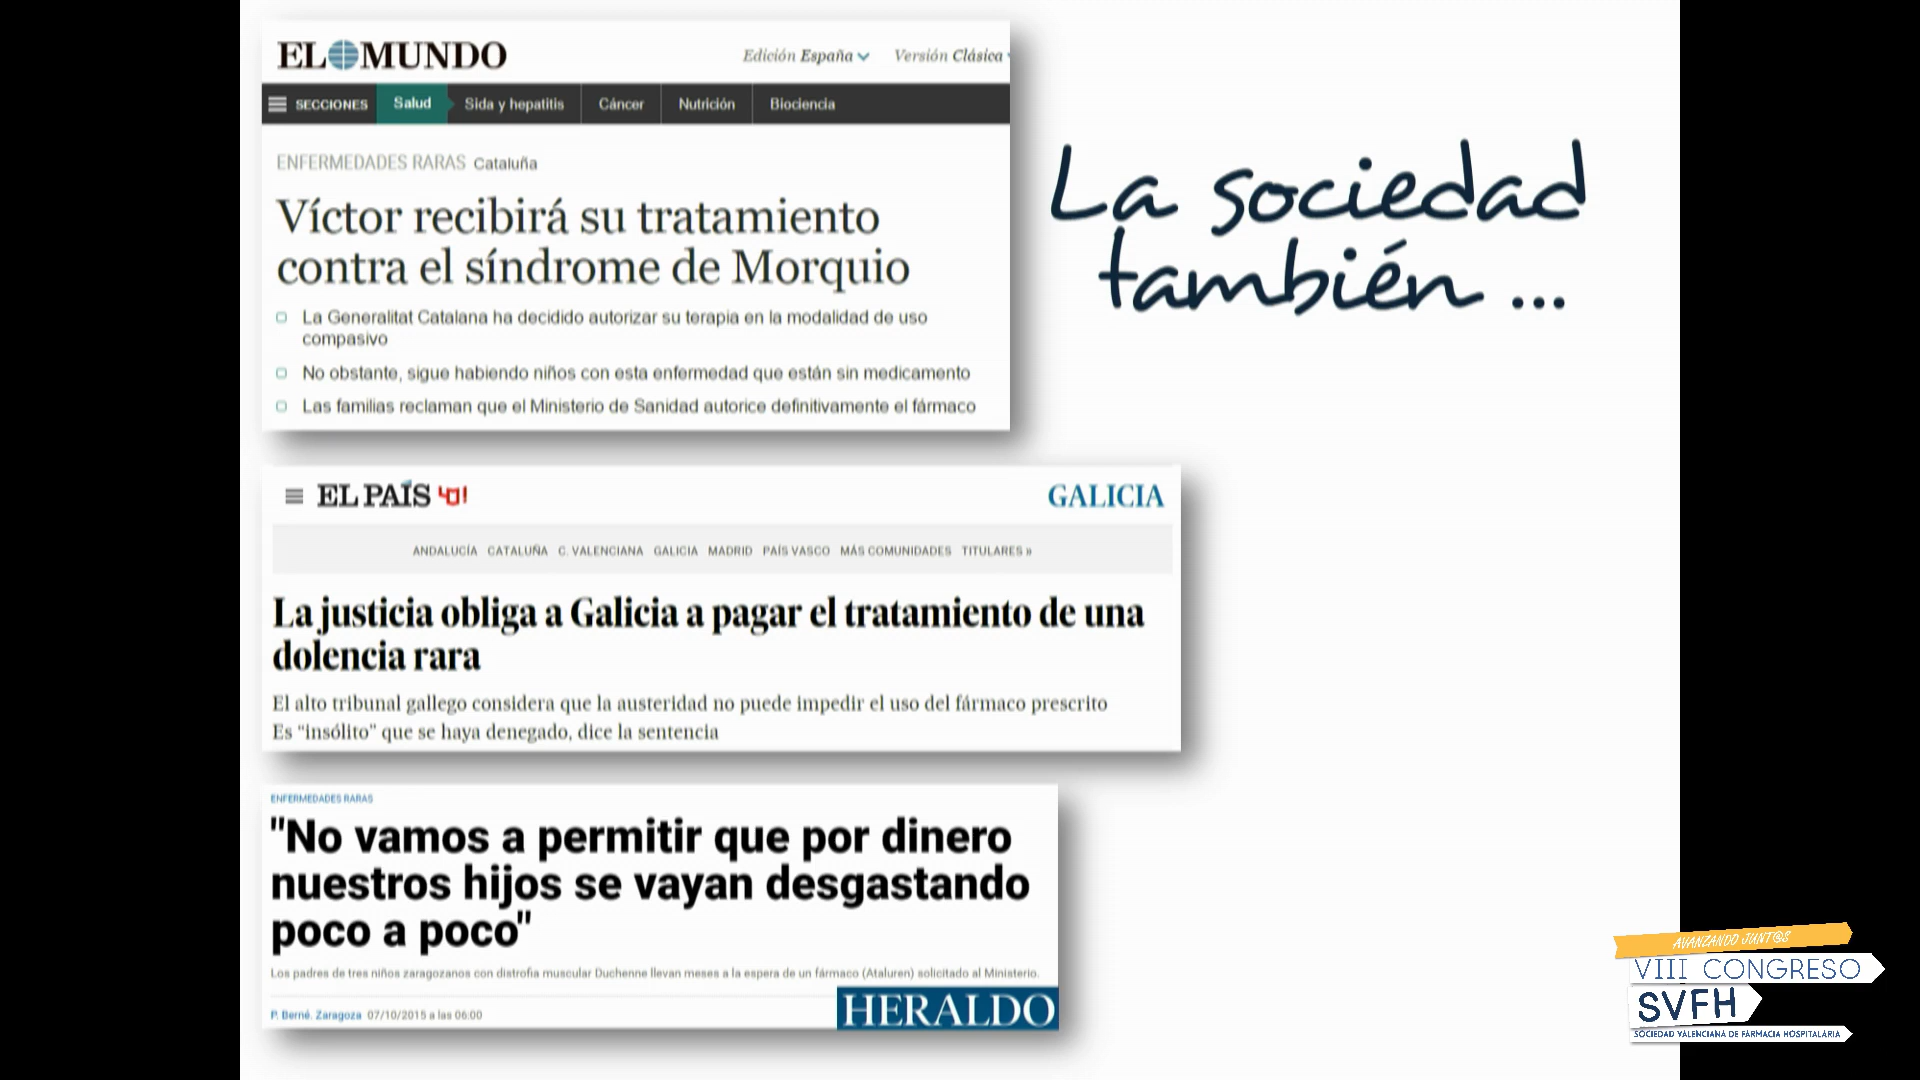 EL MUNDO
Edición España
Versión Clásica
SECCIONES Salud Sida y hepatitis Cáncer Nutrición Biociencia
ENFERMEDADES RARAS Cataluña
Víctor recibirá su tratamiento
contra el síndrome de Morquio
La Generalitat Catalana ha decidido autorizar su terapia en la modalidad de uso
compasivo
No obstante, sigue habiendo niños con esta enfermedad que están sin medicamento
Las familias reclaman que el Ministerio de Sanidad autorice definitivamente el fármaco
La sociedad
también ...
EL PAÍS 40!
GALICIA
ANDALUCÍA CATALUÑA C. VALENCIANA GALICIA MADRID PAÍS VASCO MÁS COMUNIDADES TITULARES »
La justicia obliga a Galicia a pagar el tratamiento de una
dolencia rara
El alto tribunal gallego considera que la austeridad no puede impedir el uso del fármaco prescrito
Es “insólito” que se haya denegado, dice la sentencia
ENFERMEDADES RARAS
"No vamos a permitir que por dinero
nuestros hijos se vayan desgastando
poco a poco"
Los padres de tres niños zaragozanos con distrofia muscular Duchenne llevan meses a la espera de un fármaco (Ataluren) solicitado al Ministerio.
P. Berné. Zaragoza 07/10/2015 a las 06:00
HERALDO
AVANZANDO JUNT@S
VIII CONGRESO
SVFH
SOCIEDAD VALENCIANA DE FARMACIA HOSPITALARIA